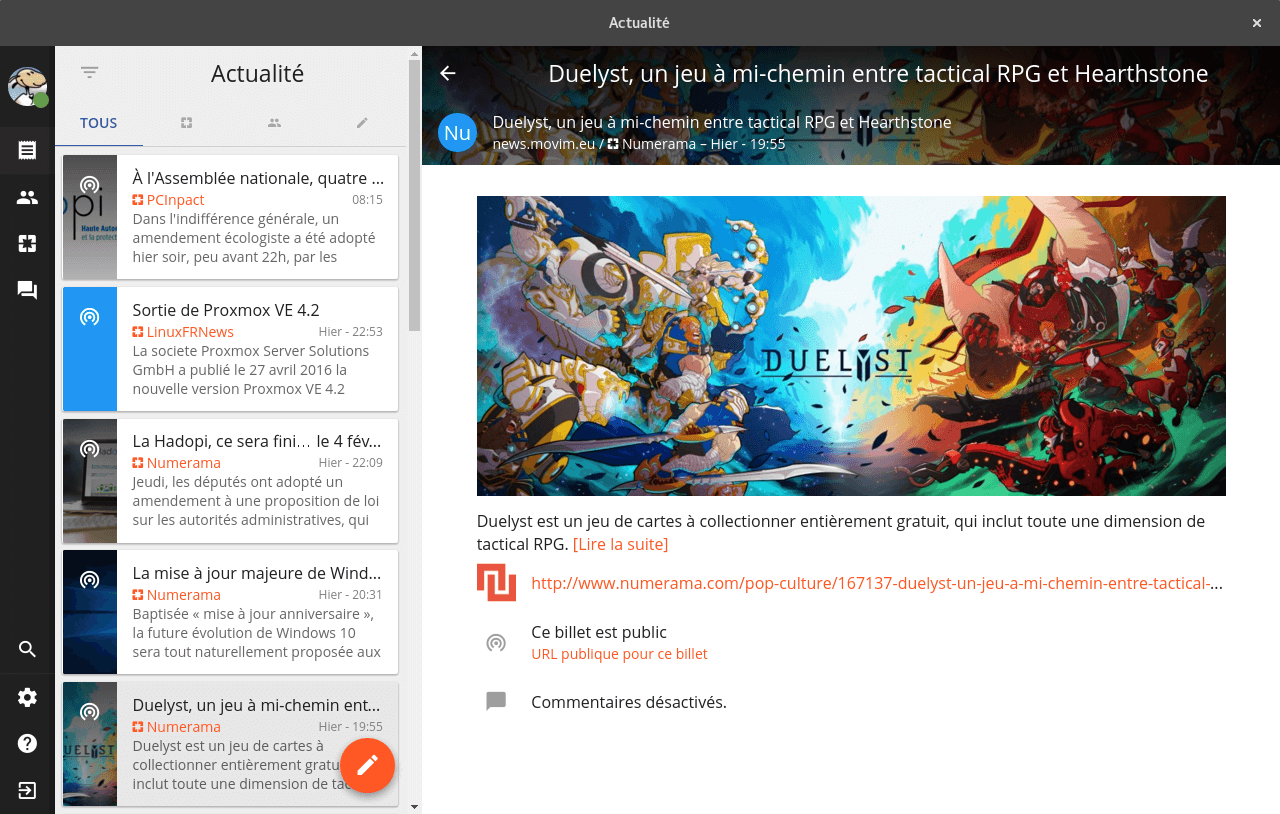 Actualité
Actualité
TOUS
À l'Assemblée nationale, quatre ...
PCInpact 08:15
Dans l'indifférence générale, un
amendement écologiste a été adopté
hier soir, peu avant 22h, par les
opi
Haute Autor
et la protect
Sortie de Proxmox VE 4.2
LinuxFRNews Hier - 22:53
La societe Proxmox Server Solutions
GmbH a publié le 27 avril 2016 la
nouvelle version Proxmox VE 4.2
La Hadopi, ce sera fini… le 4 fév...
Numerama Hier - 22:09
Jeudi, les députés ont adopté un
amendement à une proposition de loi
sur les autorités administratives, qui
La mise à jour majeure de Wind...
Numerama Hier - 20:31
Baptisée « mise à jour anniversaire »,
la future évolution de Windows 10
sera tout naturellement proposée aux
Duelyst, un jeu à mi-chemin ent...
Numerama Hier - 19:55
Duelyst est un jeu de cartes à
collectionner entièrement gratu
inclut toute une dimension de tac
UELYST
Duelyst, un jeu à mi-chemin entre tactical RPG et Hearthstone
Nu
Duelyst, un jeu à mi-chemin entre tactical RPG et Hearthstone
news.movim.eu / Numerama – Hier - 19:55
DUELYST
Duelyst est un jeu de cartes à collectionner entièrement gratuit, qui inclut toute une dimension de
tactical RPG. [Lire la suite]
http://www.numerama.com/pop-culture/167137-duelyst-un-jeu-a-mi-chemin-entre-tactical-...
Ce billet est public
URL publique pour ce billet
Commentaires désactivés.